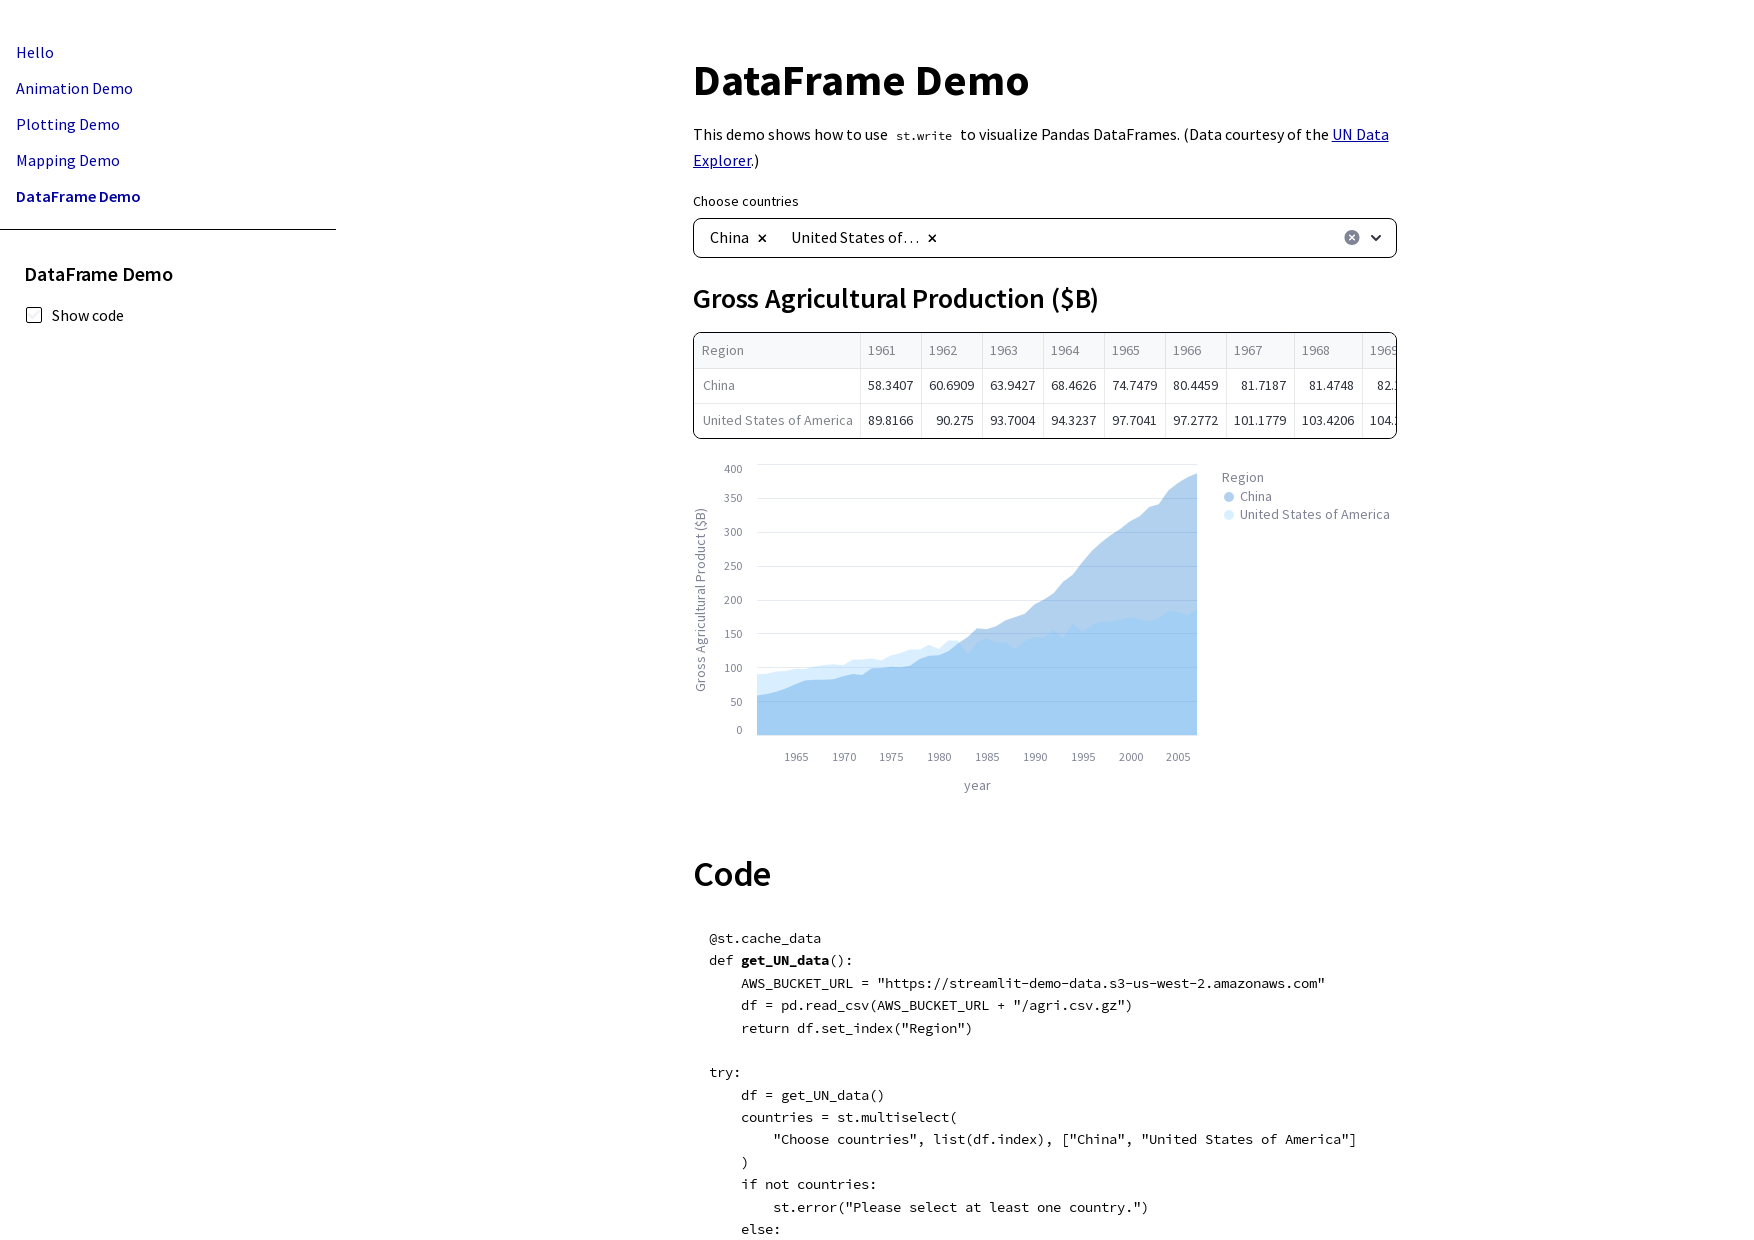 Hello
Animation Demo
Plotting Demo
Mapping Demo
DataFrame Demo
DataFrame Demo
Show code
DataFrame Demo
This demo shows how to use st.write to visualize Pandas DataFrames. (Data courtesy of the UN Data
Explorer.)
Choose countries
China United States of…
Gross Agricultural Production ($B)
Region 1961 1962 1963 1964 1965 1966 1967 1968 1969
China 58.3407 60.6909 63.9427 68.4626 74.7479 80.4459 81.7187 81.4748 82.
United States of America 89.8166 90.275 93.7004 94.3237 97.7041 97.2772 101.1779 103.4206 104.
400
350
300
250
200
150
100
50
0
Gross Agricultural Product ($B)
1965 1970 1975 1980 1985 1990 1995 2000 2005
year
Region
China
United States of America
Code
@st.cache_data
def get_UN_data():
    AWS_BUCKET_URL = "https://streamlit-demo-data.s3-us-west-2.amazonaws.com"
    df = pd.read_csv(AWS_BUCKET_URL + "/agri.csv.gz")
    return df.set_index("Region")
try:
    df = get_UN_data()
    countries = st.multiselect(
        "Choose countries", list(df.index), ["China", "United States of America"]
    )
    if not countries:
        st.error("Please select at least one country.")
    else: